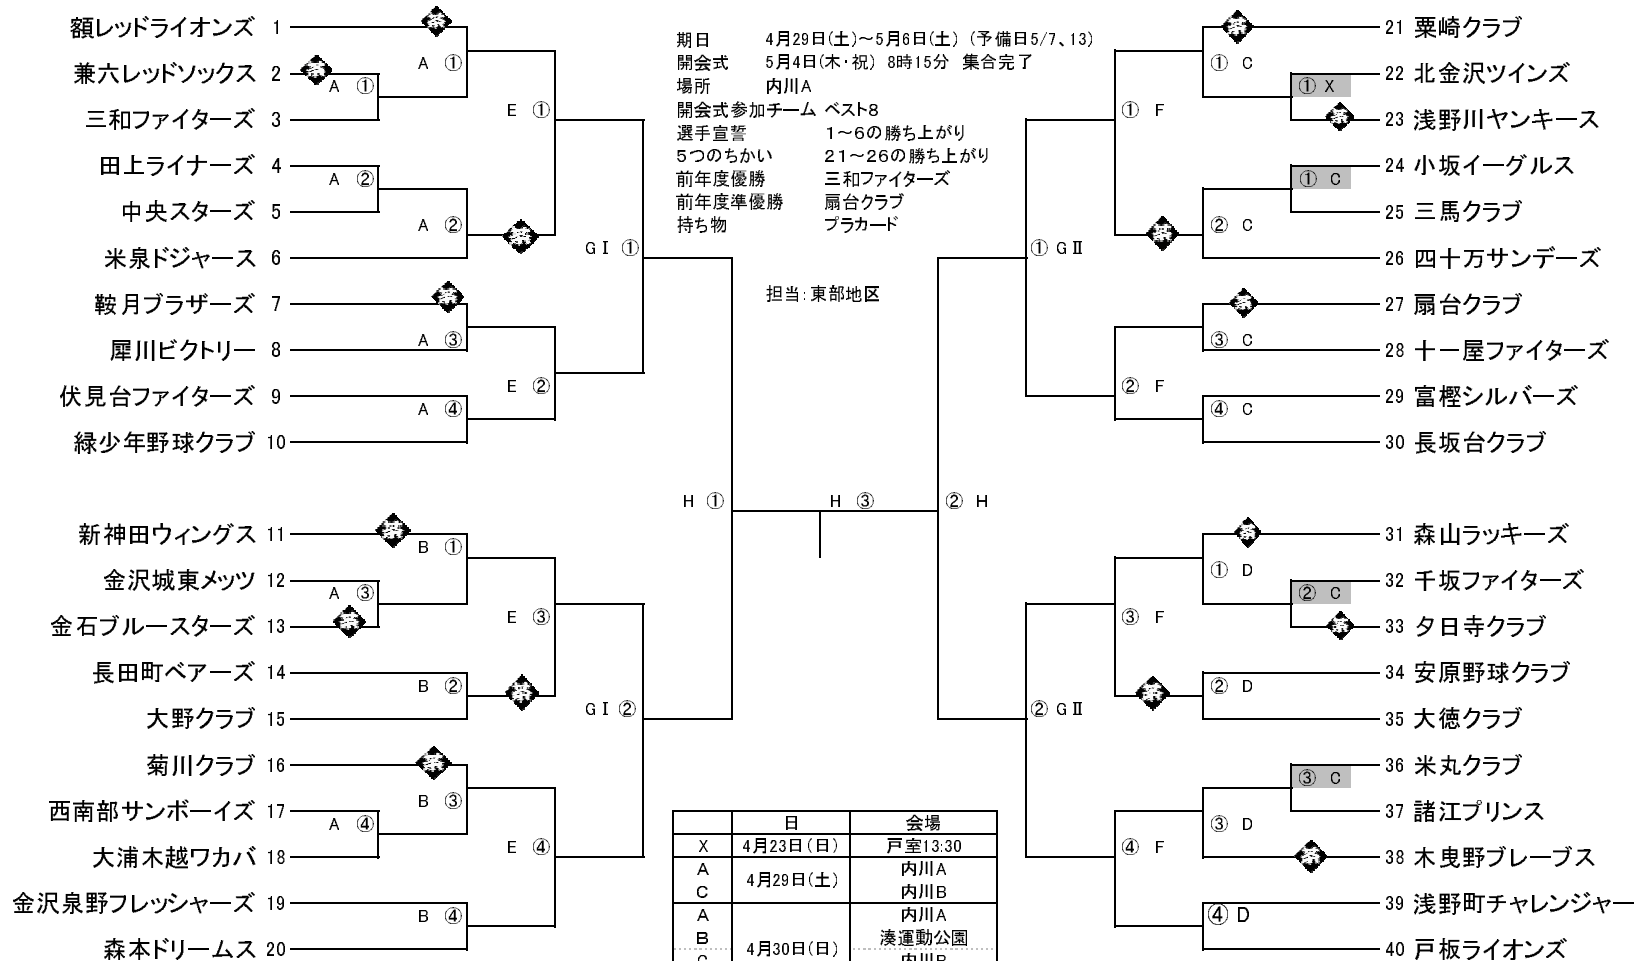 額レッドライオンズ 1
A ①
兼六レッドソックス 2
A ①
三和ファイターズ 3
E ①
田上ライナーズ 4
A ②
中央スターズ 5
A ②
米泉ドジャース 6
GⅠ ①
鞍月ブラザーズ 7
A ③
犀川ビクトリー 8
E ②
伏見台ファイターズ 9
A ④
緑少年野球クラブ 10
H ①
新神田ウィングス 11
B ①
金沢城東メッツ 12
A ③
金石ブルースターズ 13
E ③
長田町ベアーズ 14
B ②
大野クラブ 15
GⅠ ②
菊川クラブ 16
B ③
西南部サンボーイズ 17
A ④
大浦木越ワカバ 18
E ④
金沢泉野フレッシャーズ 19
B ④
森本ドリームス 20
期日 4月29日(土)～5月6日(土) (予備日5/7、13)
開会式 5月4日(木・祝) 8時15分 集合完了
場所 内川A
開会式参加チーム ベスト8
選手宣誓 1～6の勝ち上がり
5つのちかい 21～26の勝ち上がり
前年度優勝 三和ファイターズ
前年度準優勝 扇台クラブ
持ち物 プラカード
担当:東部地区
H ③
日 会場
X 4月23日(日) 戸室13:30
A 4月29日(土) 内川A
C 内川B
A 内川A
B 4月30日(日) 湊運動公園
C 内川B
21 粟崎クラブ
① C
22 北金沢ツインズ
① X
23 浅野川ヤンキース
① F
24 小坂イーグルス
① C
25 三馬クラブ
② C
26 四十万サンデーズ
① GⅡ
27 扇台クラブ
③ C
28 十一屋ファイターズ
② F
29 富樫シルバーズ
④ C
30 長坂台クラブ
② H
31 森山ラッキーズ
① D
32 千坂ファイターズ
② C
33 夕日寺クラブ
③ F
34 安原野球クラブ
② D
35 大徳クラブ
② GⅡ
36 米丸クラブ
③ C
37 諸江プリンス
③ D
38 木曳野ブレーブス
④ F
39 浅野町チャレンジャー
④ D
40 戸板ライオンズ